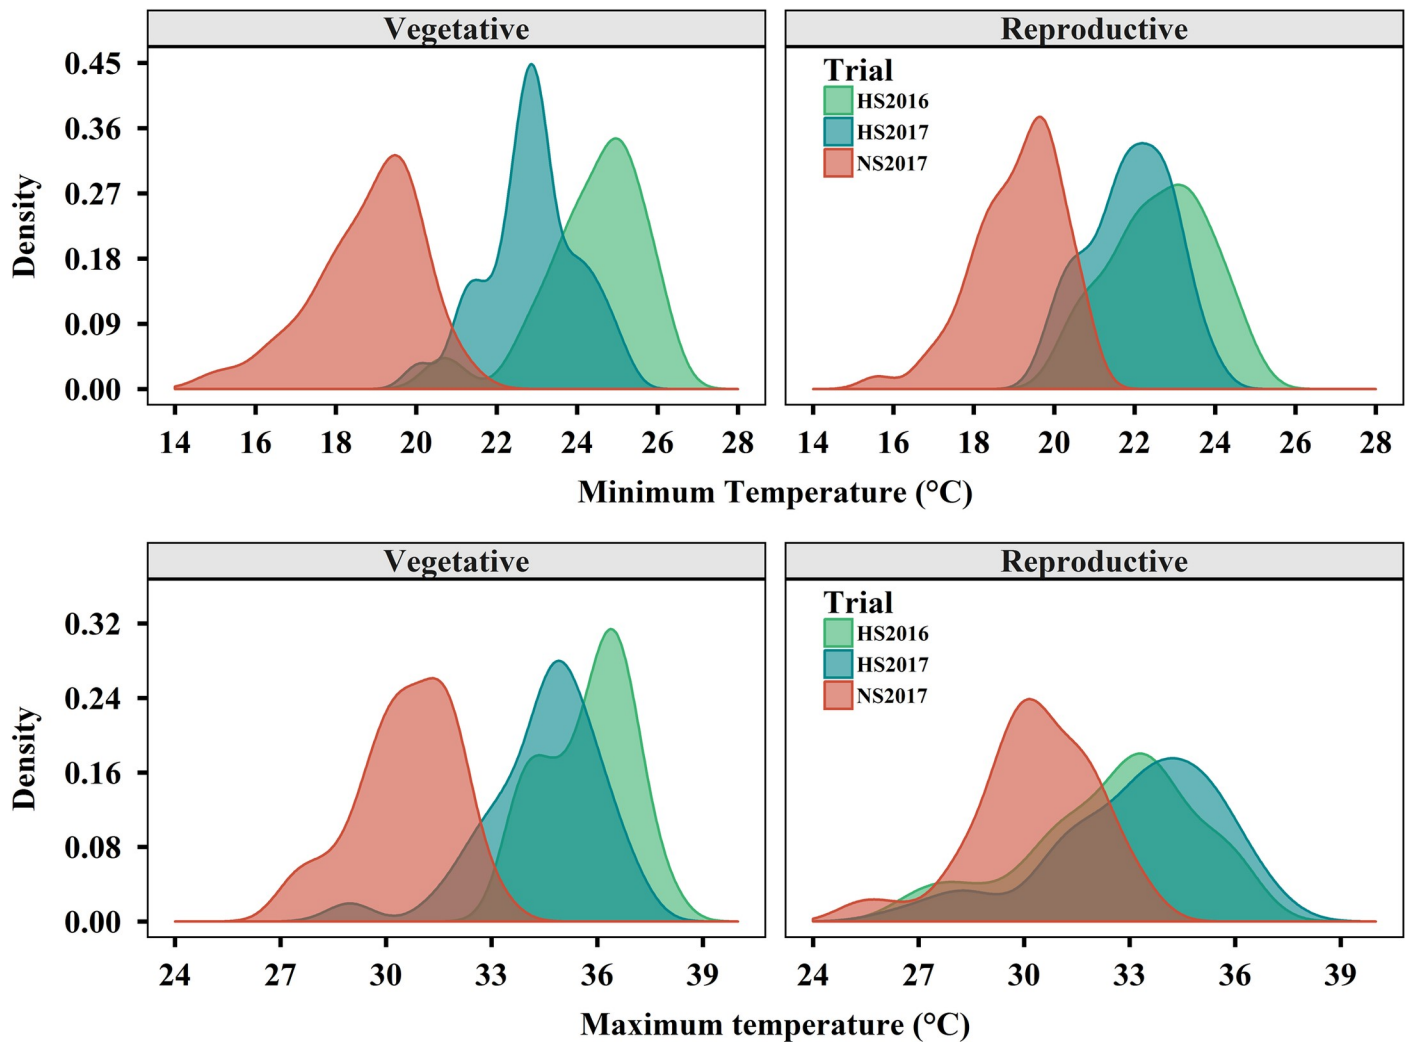 Vegetative
Reproductive
Density
0.45
0.36
0.27
0.18
0.09
0.00
Trial
HS2016
HS2017
NS2017
14 16 18 20 22 24 26 28
14 16 18 20 22 24 26 28
Minimum Temperature (°C)
Vegetative
Reproductive
Density
0.32
0.24
0.16
0.08
0.00
Trial
HS2016
HS2017
NS2017
24 27 30 33 36 39
24 27 30 33 36 39
Maximum temperature (°C)